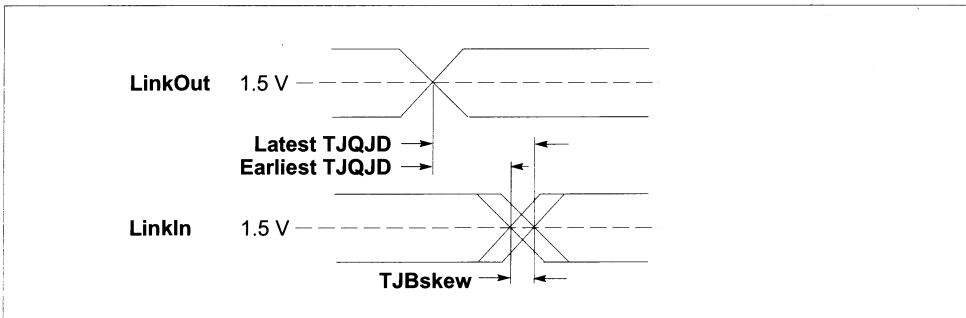 LinkOut 1.5 V
Latest TJQJD
Earliest TJQJD
LinkIn 1.5 V
TJBskew